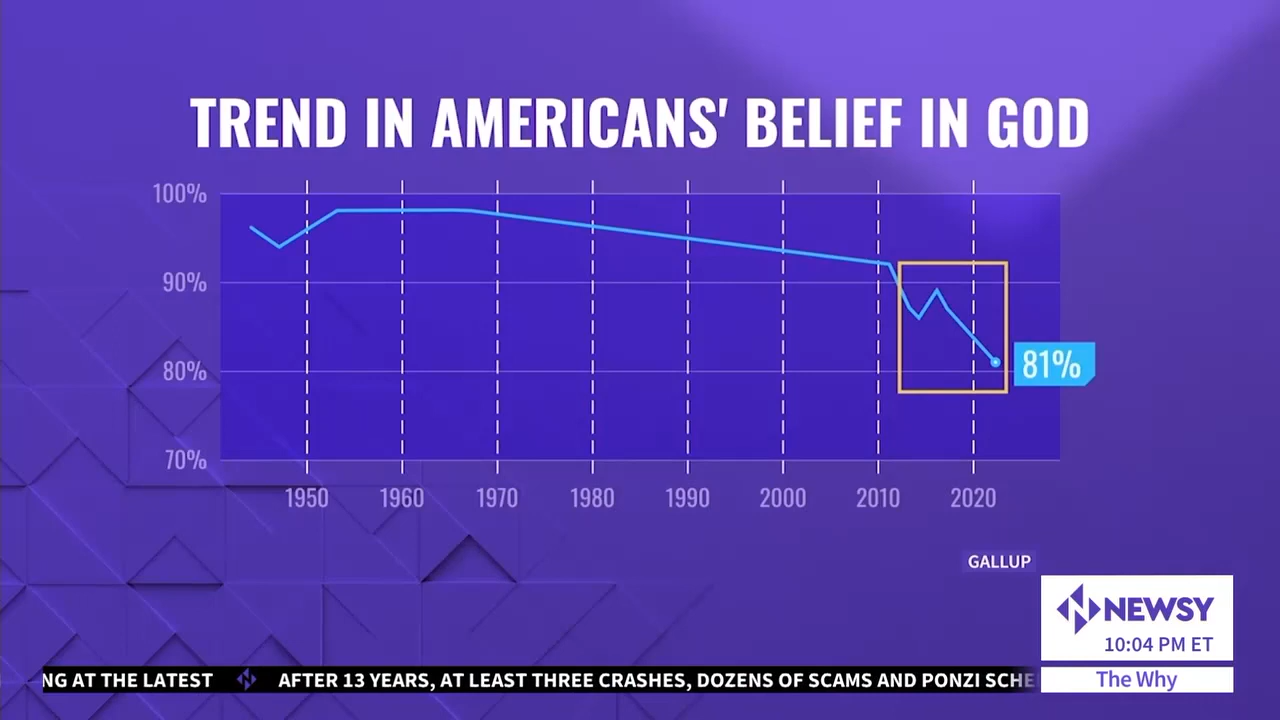 TREND IN AMERICANS' BELIEF IN GOD
100%
90%
80%
70%
81%
1950 1960 1970 1980 1990 2000 2010 2020
GALLUP
NEWSY
10:04 PM ET
The Why
NG AT THE LATEST AFTER 13 YEARS, AT LEAST THREE CRASHES, DOZENS OF SCAMS AND PONZI SCHE